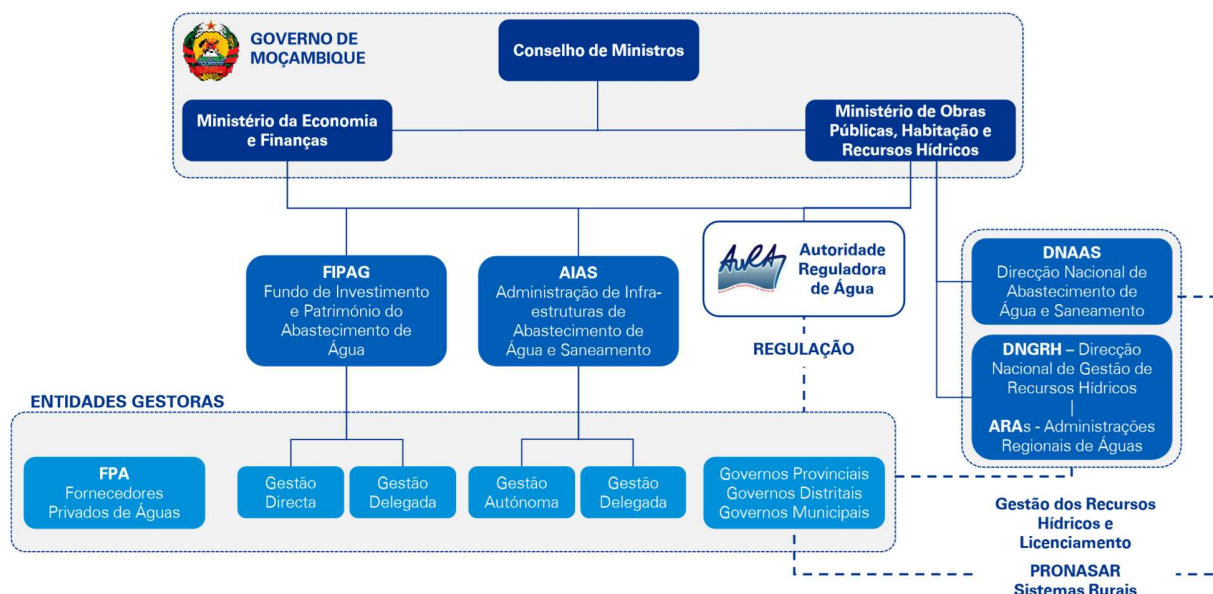 GOVERNO DE
MOÇAMBIQUE
Conselho de Ministros
Ministério da Economia
e Finanças
Ministério de Obras
Públicas, Habitação e
Recursos Hídricos
FIPAG
Fundo de Investimento
e Património do
Abastecimento de
Água
AIAS
Administração de Infra-
estruturas de
Abastecimento de
Água e Saneamento
AURA
Autoridade
Reguladora
de Água
DNAAS
Direcção Nacional de
Abastecimento de
Água e Saneamento
DNGRH – Direcção
Nacional de Gestão de
Recursos Hídricos
ARAs - Administrações
Regionais de Águas
REGULAÇÃO
ENTIDADES GESTORAS
FPA
Fornecedores
Privados de Águas
Gestão
Directa
Gestão
Delegada
Gestão
Autónoma
Gestão
Delegada
Governos Provinciais
Governos Distritais
Governos Municipais
Gestão dos Recursos
Hídricos e
Licenciamento
PRONASAR
Sistemas Rurais